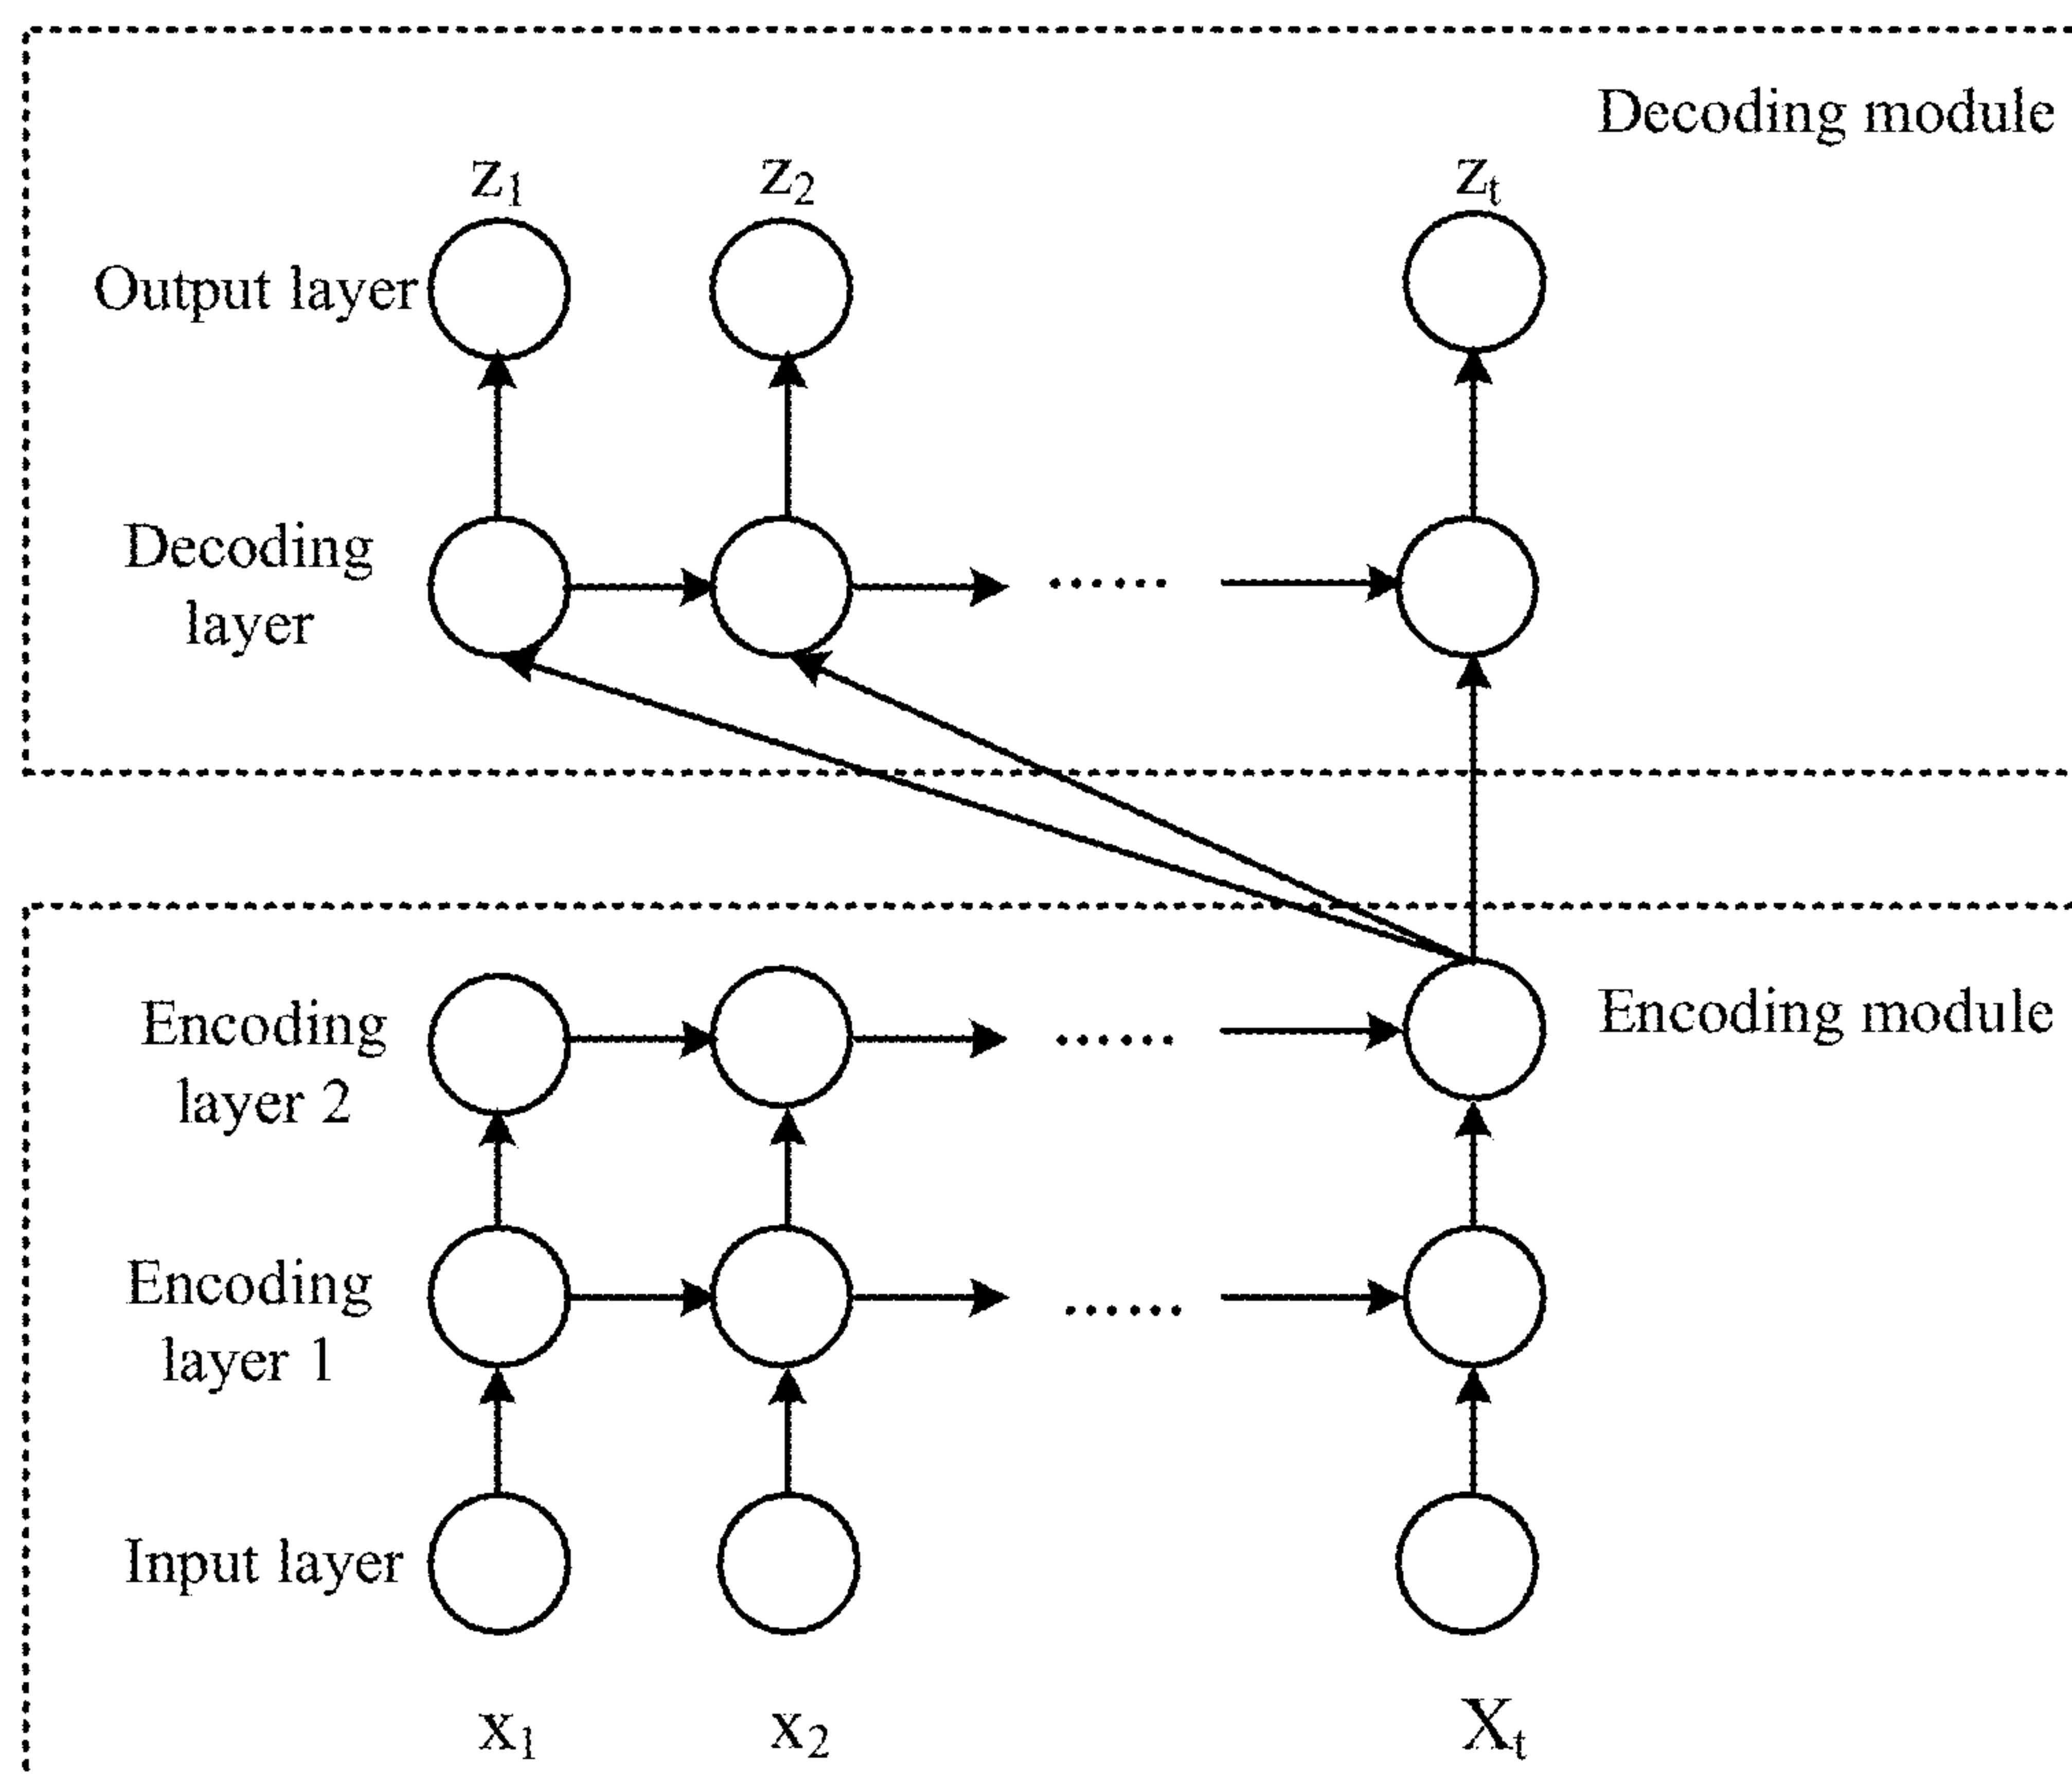 Decoding module
z₁ z₂ zₜ
Output layer
Decoding
layer
......
Encoding module
Encoding
layer 2
......
Encoding
layer 1
......
Input layer
x₁ x₂ Xₜ